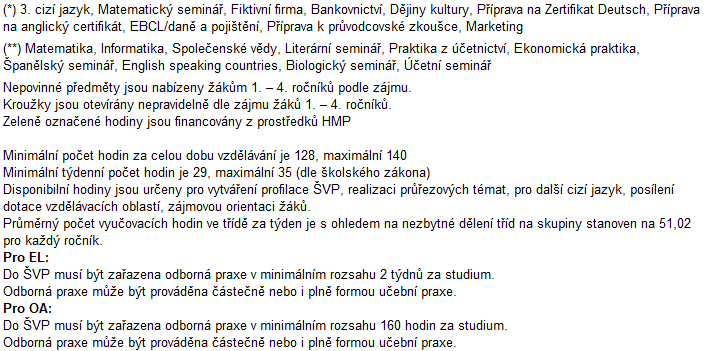 (*) 3. cizí jazyk, Matematický seminář, Fiktivní firma, Bankovnictví, Dějiny kultury, Příprava na Zertifikat Deutsch, Příprava
na anglický certifikát, EBCL/daně a pojištění, Příprava k průvodcovské zkoušce, Marketing
(**) Matematika, Informatika, Společenské vědy, Literární seminář, Praktika z účetnictví, Ekonomická praktika,
Španělský seminář, English speaking countries, Biologický seminář, Účetní seminář
Nepovinné předměty jsou nabízeny žákům 1. – 4. ročníků podle zájmu.
Kroužky jsou otevírány nepravidelně dle zájmu žáků 1. – 4. ročníků.
Zeleně označené hodiny jsou financovány z prostředků HMP
Minimální počet hodin za celou dobu vzdělávání je 128, maximální 140
Minimální týdenní počet hodin je 29, maximální 35 (dle školského zákona)
Disponibilní hodiny jsou určeny pro vytváření profilace ŠVP, realizaci průřezových témat, pro další cizí jazyk, posílení
dotace vzdělávacích oblastí, zájmovou orientaci žáků.
Průměrný počet vyučovacích hodin ve třídě za týden je s ohledem na nezbytné dělení tříd na skupiny stanoven na 51,02
pro každý ročník.
Pro EL:
Do ŠVP musí být zařazena odborná praxe v minimálním rozsahu 2 týdnů za studium.
Odborná praxe může být prováděna částečně nebo i plně formou učební praxe.
Pro OA:
Do ŠVP musí být zařazena odborná praxe v minimálním rozsahu 160 hodin za studium.
Odborná praxe může být prováděna částečně nebo i plně formou učební praxe.